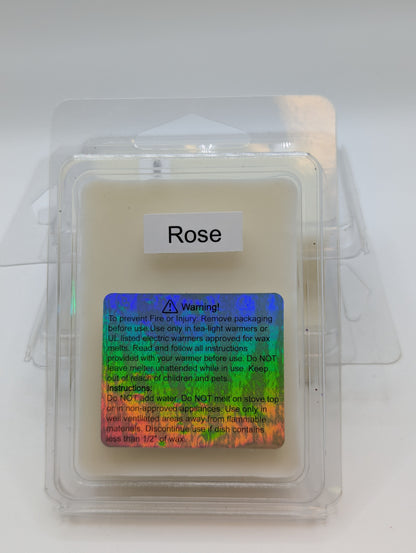 Rose
Warning!
To prevent Fire or Injury: Remove packaging
before use.Use only in tea-light warmers or
UL listed electric warmers approved for wax
melts. Read and follow all instructions
provided with your warmer before use. Do NOT
leave melter unattended while in use. Keep
out of reach of children and pets.
Instructions:
Do NOT add water. Do NOT melt on stove top
or in non-approved appliances. Use only in
well ventilated areas away from flammable
materials. Discontinue use if dish contains
less than 1/2" of wax.